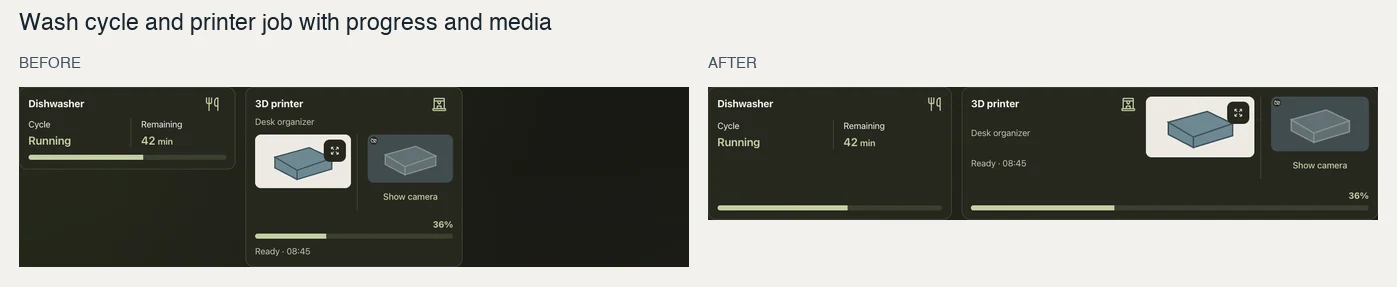 Wash cycle and printer job with progress and media
BEFORE
Dishwasher
Cycle
Remaining
Running
42 min
3D printer
Desk organizer
Show camera
36%
Ready · 08:45
AFTER
Dishwasher
Cycle
Remaining
Running
42 min
3D printer
Desk organizer
Ready · 08:45
Show camera
36%